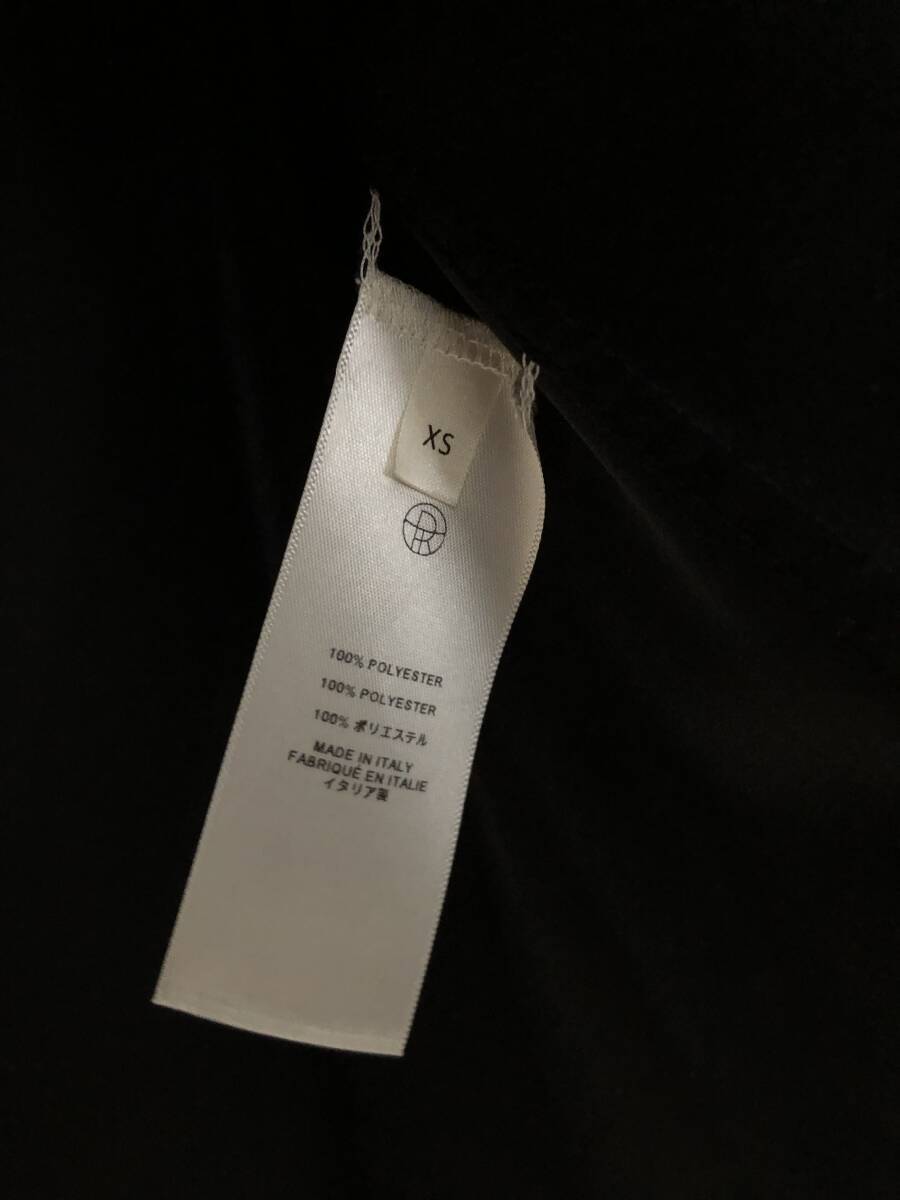 XS
100% POLYESTER
100% POLYESTER
100% ポリエステル
MADE IN ITALY
FABRIQUÉ EN ITALIE
イタリア製